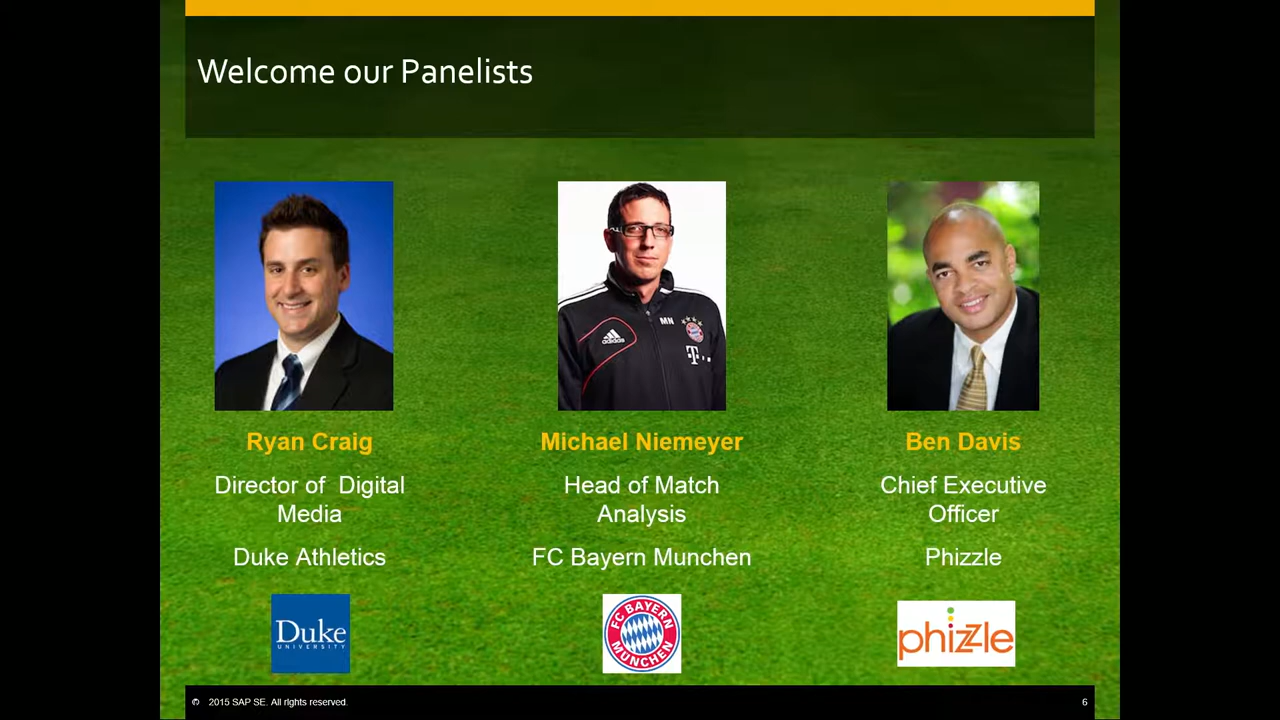 Welcome our Panelists
MN
adidas
T
Ryan Craig
Director of Digital
Media
Duke Athletics
Duke
UNIVERSITY
Michael Niemeyer
Head of Match
Analysis
FC Bayern Munchen
FC BAYERN
MÜNCHEN
Ben Davis
Chief Executive
Officer
Phizzle
phizzle
© 2015 SAP SE. All rights reserved.
6